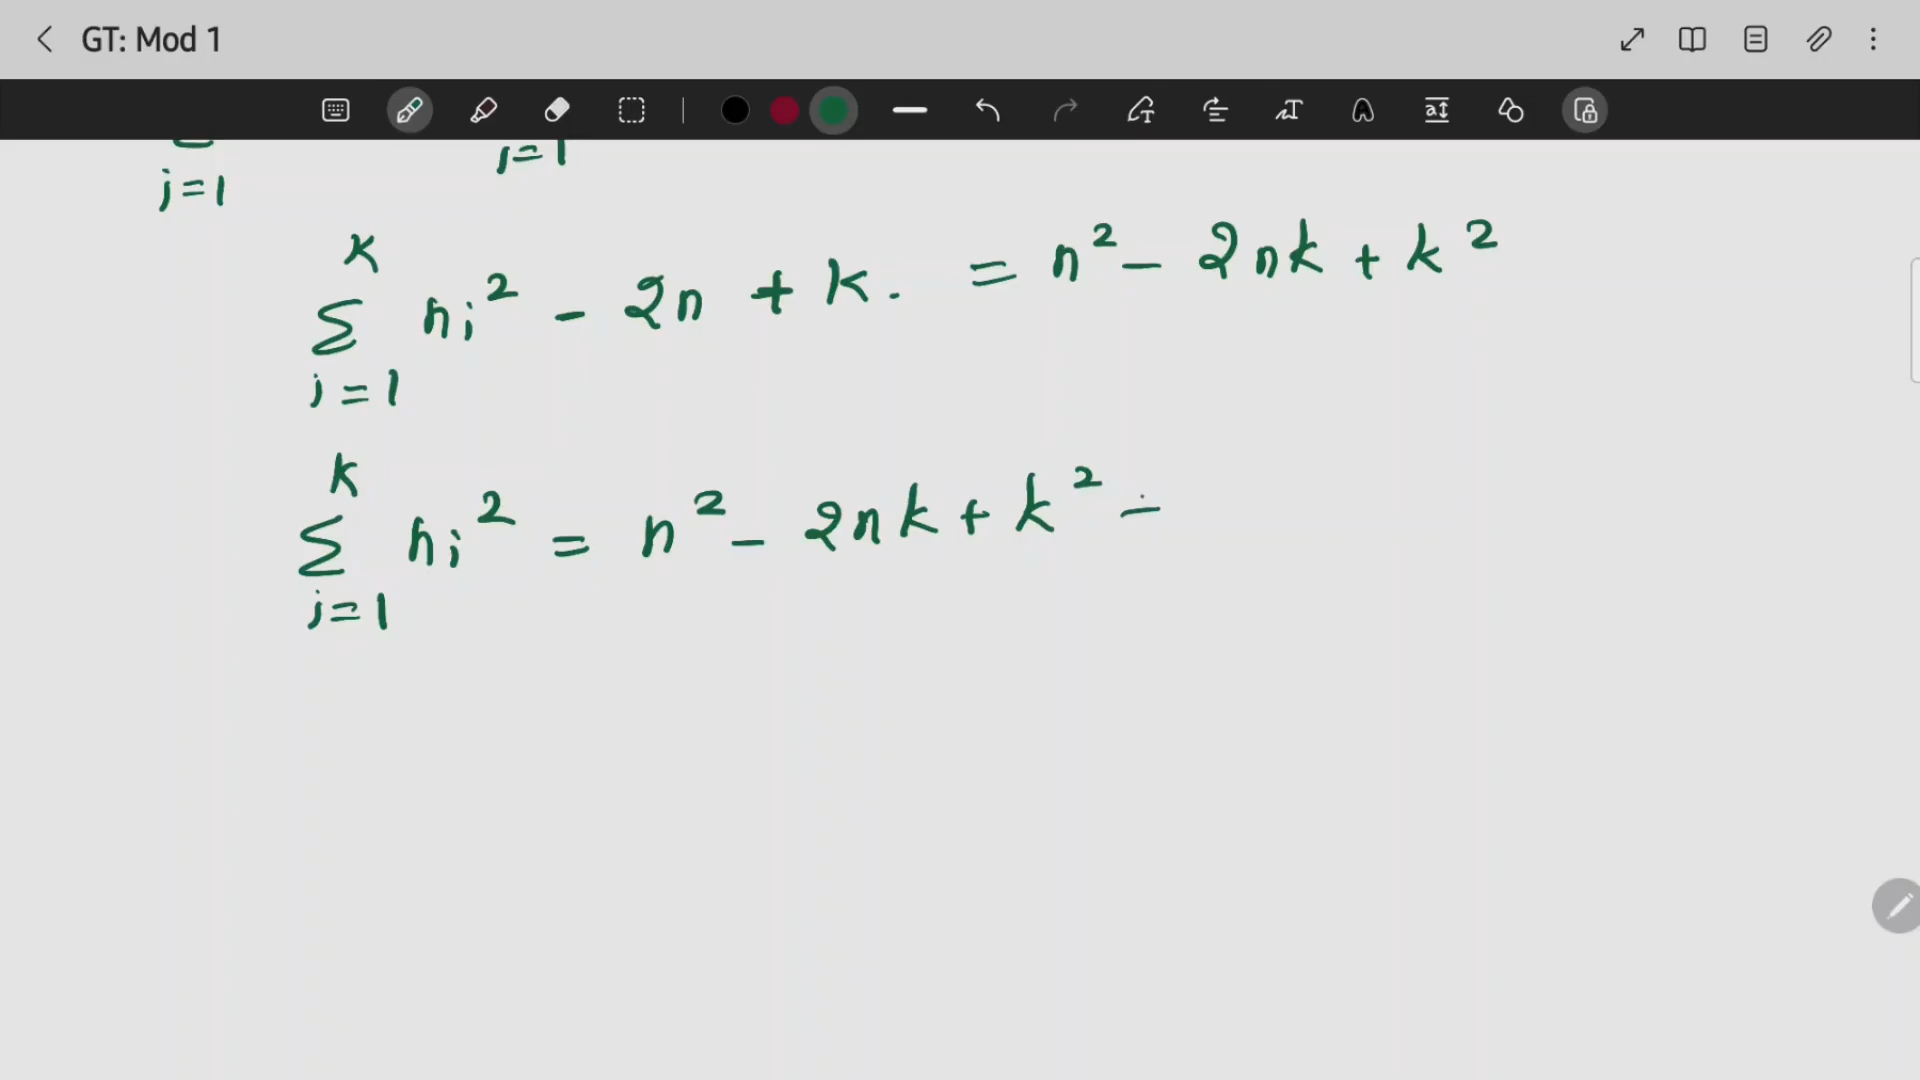 GT: Mod 1
j=1 i=1
k
Σ ni² - 2n + k. = n² - 2nk + k²
i=1
k
Σ ni² = n² - 2nk + k² -
i=1